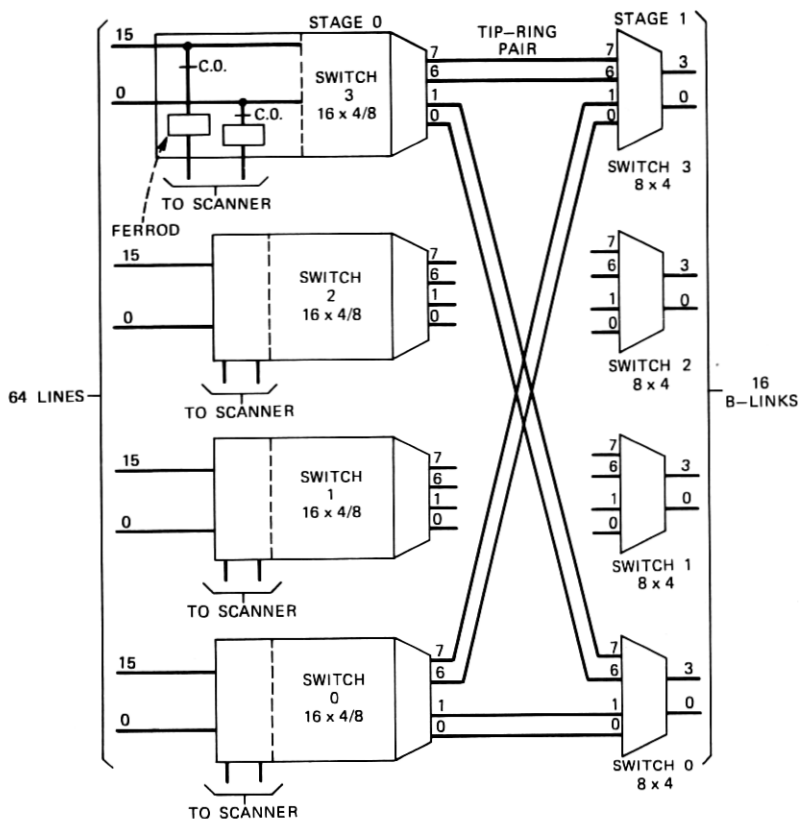 STAGE 0
STAGE 1
TIP–RING
PAIR
15
0
C.O.
C.O.
SWITCH
3
16 x 4/8
7
6
1
0
7
6
1
0
3
0
SWITCH 3
8 x 4
TO SCANNER
FERROD
15
0
SWITCH
2
16 x 4/8
7
6
1
0
7
6
1
0
3
0
SWITCH 2
8 x 4
TO SCANNER
64 LINES
16
B–LINKS
15
0
SWITCH
1
16 x 4/8
7
6
1
0
7
6
1
0
3
0
SWITCH 1
8 x 4
TO SCANNER
15
0
SWITCH
0
16 x 4/8
7
6
1
0
7
6
1
0
3
0
SWITCH 0
8 x 4
TO SCANNER